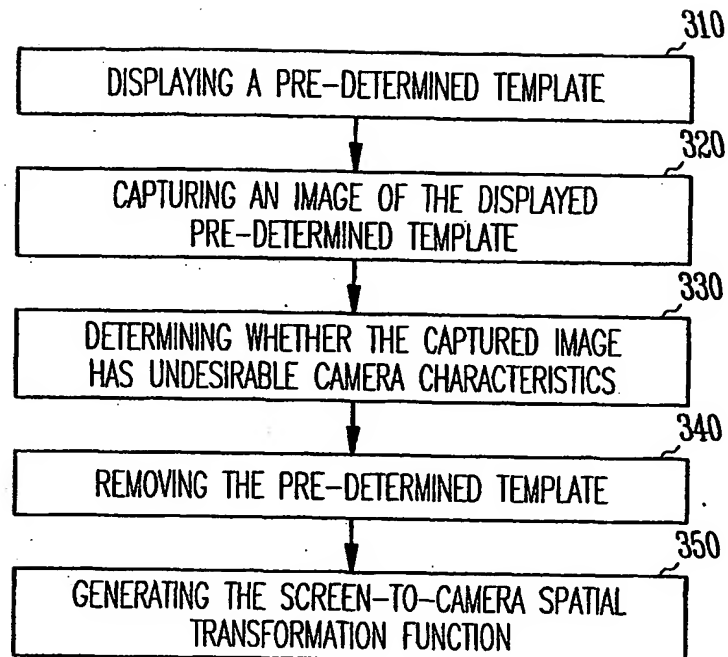 310
DISPLAYING A PRE-DETERMINED TEMPLATE
320
CAPTURING AN IMAGE OF THE DISPLAYED
PRE-DETERMINED TEMPLATE
330
DETERMINING WHETHER THE CAPTURED IMAGE
HAS UNDESIRABLE CAMERA CHARACTERISTICS
340
REMOVING THE PRE-DETERMINED TEMPLATE
350
GENERATING THE SCREEN-TO-CAMERA SPATIAL
TRANSFORMATION FUNCTION